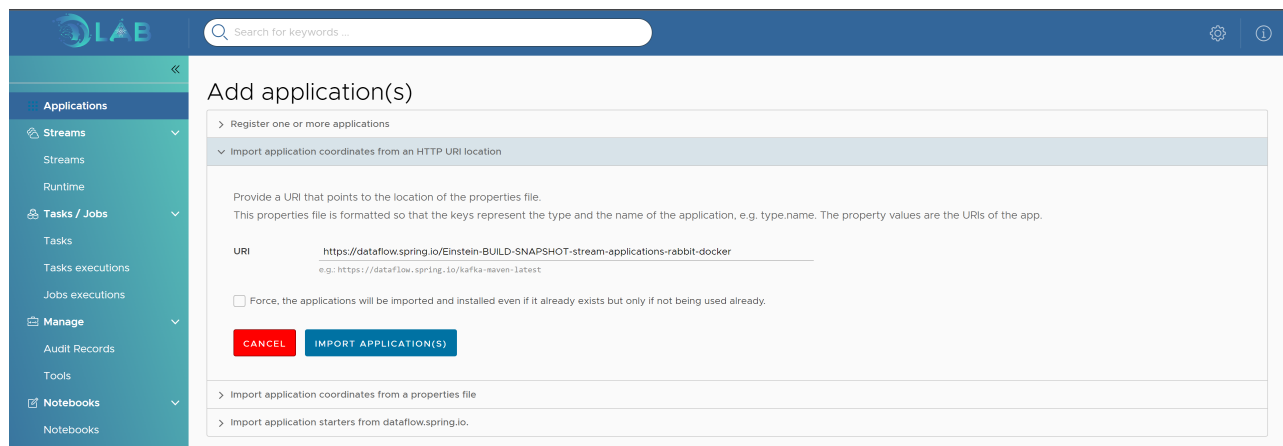 LAB
Search for keywords ...
Applications
Streams
Streams
Runtime
Tasks / Jobs
Tasks
Tasks executions
Jobs executions
Manage
Audit Records
Tools
Notebooks
Notebooks
Add application(s)
Register one or more applications
Import application coordinates from an HTTP URI location
Provide a URI that points to the location of the properties file.
This properties file is formatted so that the keys represent the type and the name of the application, e.g. type.name. The property values are the URIs of the app.
URI https://dataflow.spring.io/Einstein-BUILD-SNAPSHOT-stream-applications-rabbit-docker
e.g.: https://dataflow.spring.io/kafka-maven-latest
Force, the applications will be imported and installed even if it already exists but only if not being used already.
CANCEL IMPORT APPLICATION(S)
Import application coordinates from a properties file
Import application starters from dataflow.spring.io.